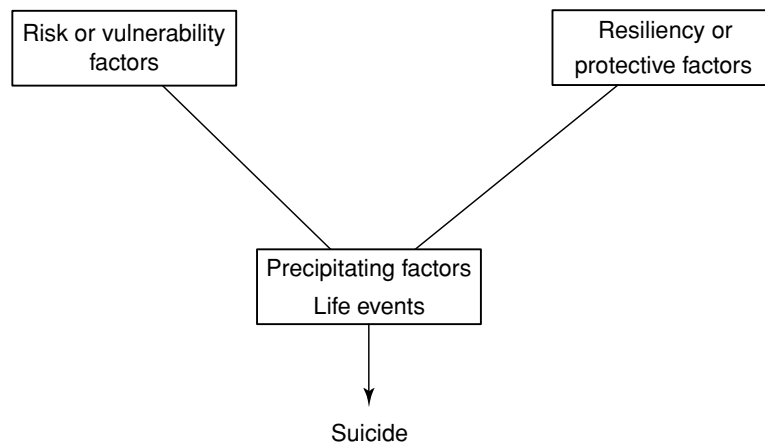 Risk or vulnerability
factors
Resiliency or
protective factors
Precipitating factors
Life events
Suicide